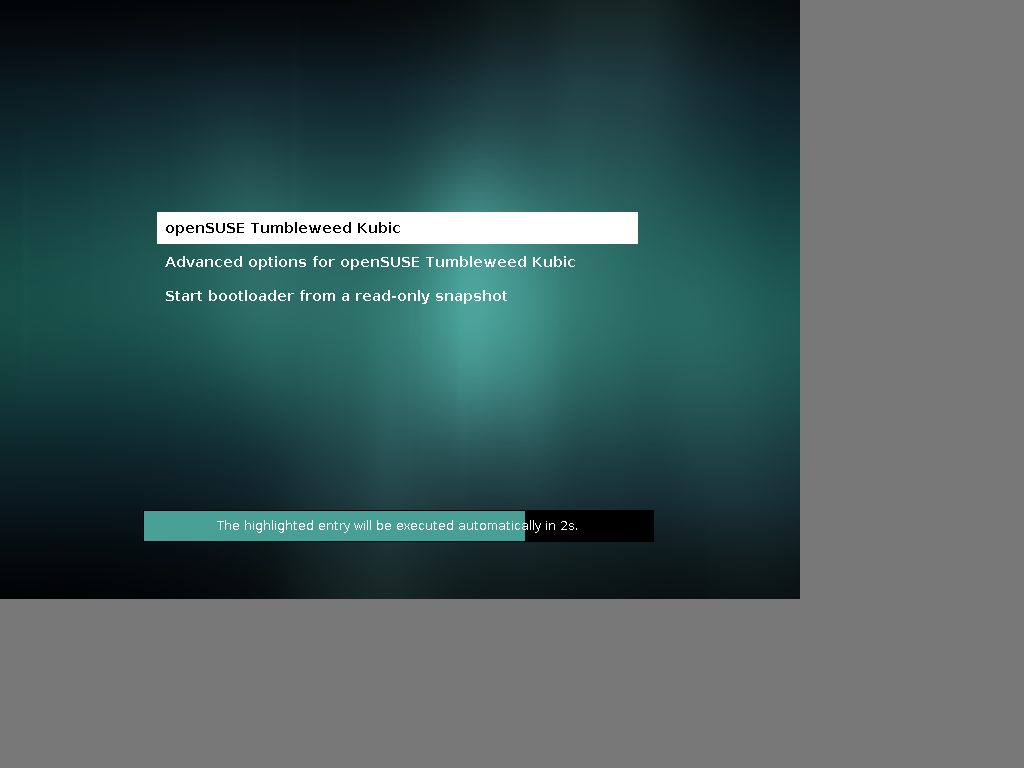 openSUSE Tumbleweed Kubic
Advanced options for openSUSE Tumbleweed Kubic
Start bootloader from a read-only snapshot
The highlighted entry will be executed automatically in 2s.